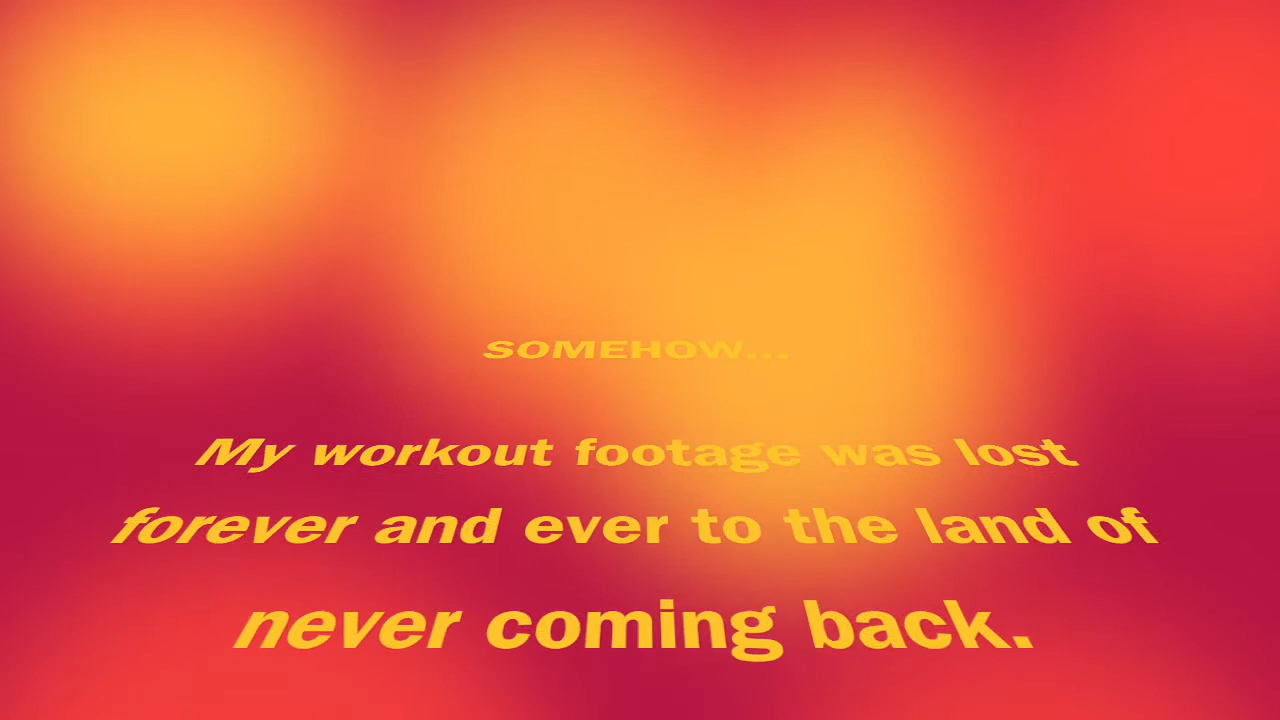 SOMEHOW...
My workout footage was lost
forever and ever to the land of
never coming back.